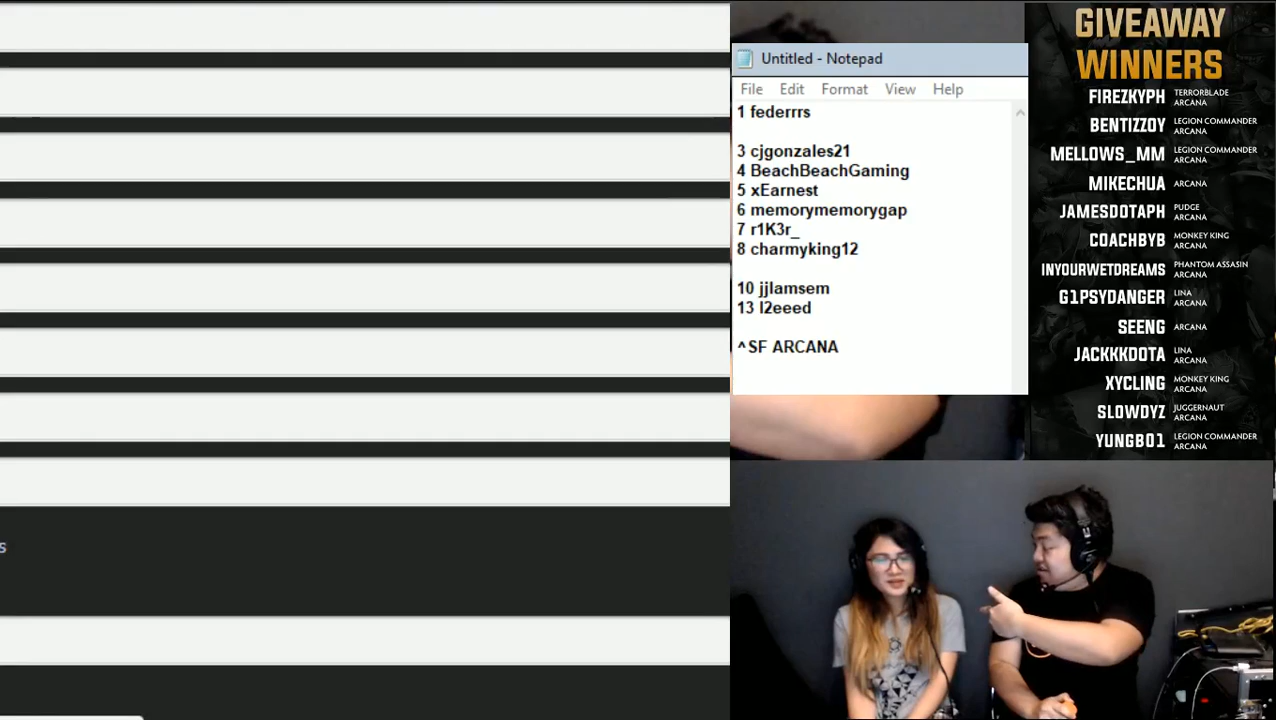 Untitled - Notepad
File Edit Format View Help
1 federrrs
3 cjgonzales21
4 BeachBeachGaming
5 xEarnest
6 memorymemorygap
7 r1K3r_
8 charmyking12
10 jjlamsem
13 l2eeed
^SF ARCANA
GIVEAWAY
WINNERS
FIREZKYPH TERRORBLADE ARCANA
BENTIZZOY LEGION COMMANDER ARCANA
MELLOWS_MM LEGION COMMANDER ARCANA
MIKECHUA ARCANA
JAMESDOTAPH PUDGE ARCANA
COACHBYB MONKEY KING ARCANA
INYOURWETDREAMS PHANTOM ASSASIN ARCANA
G1PSYDANGER LINA ARCANA
SEENG ARCANA
JACKKKDOTA LINA ARCANA
XYCLING MONKEY KING ARCANA
SLOWDYZ JUGGERNAUT ARCANA
YUNGBO1 LEGION COMMANDER ARCANA